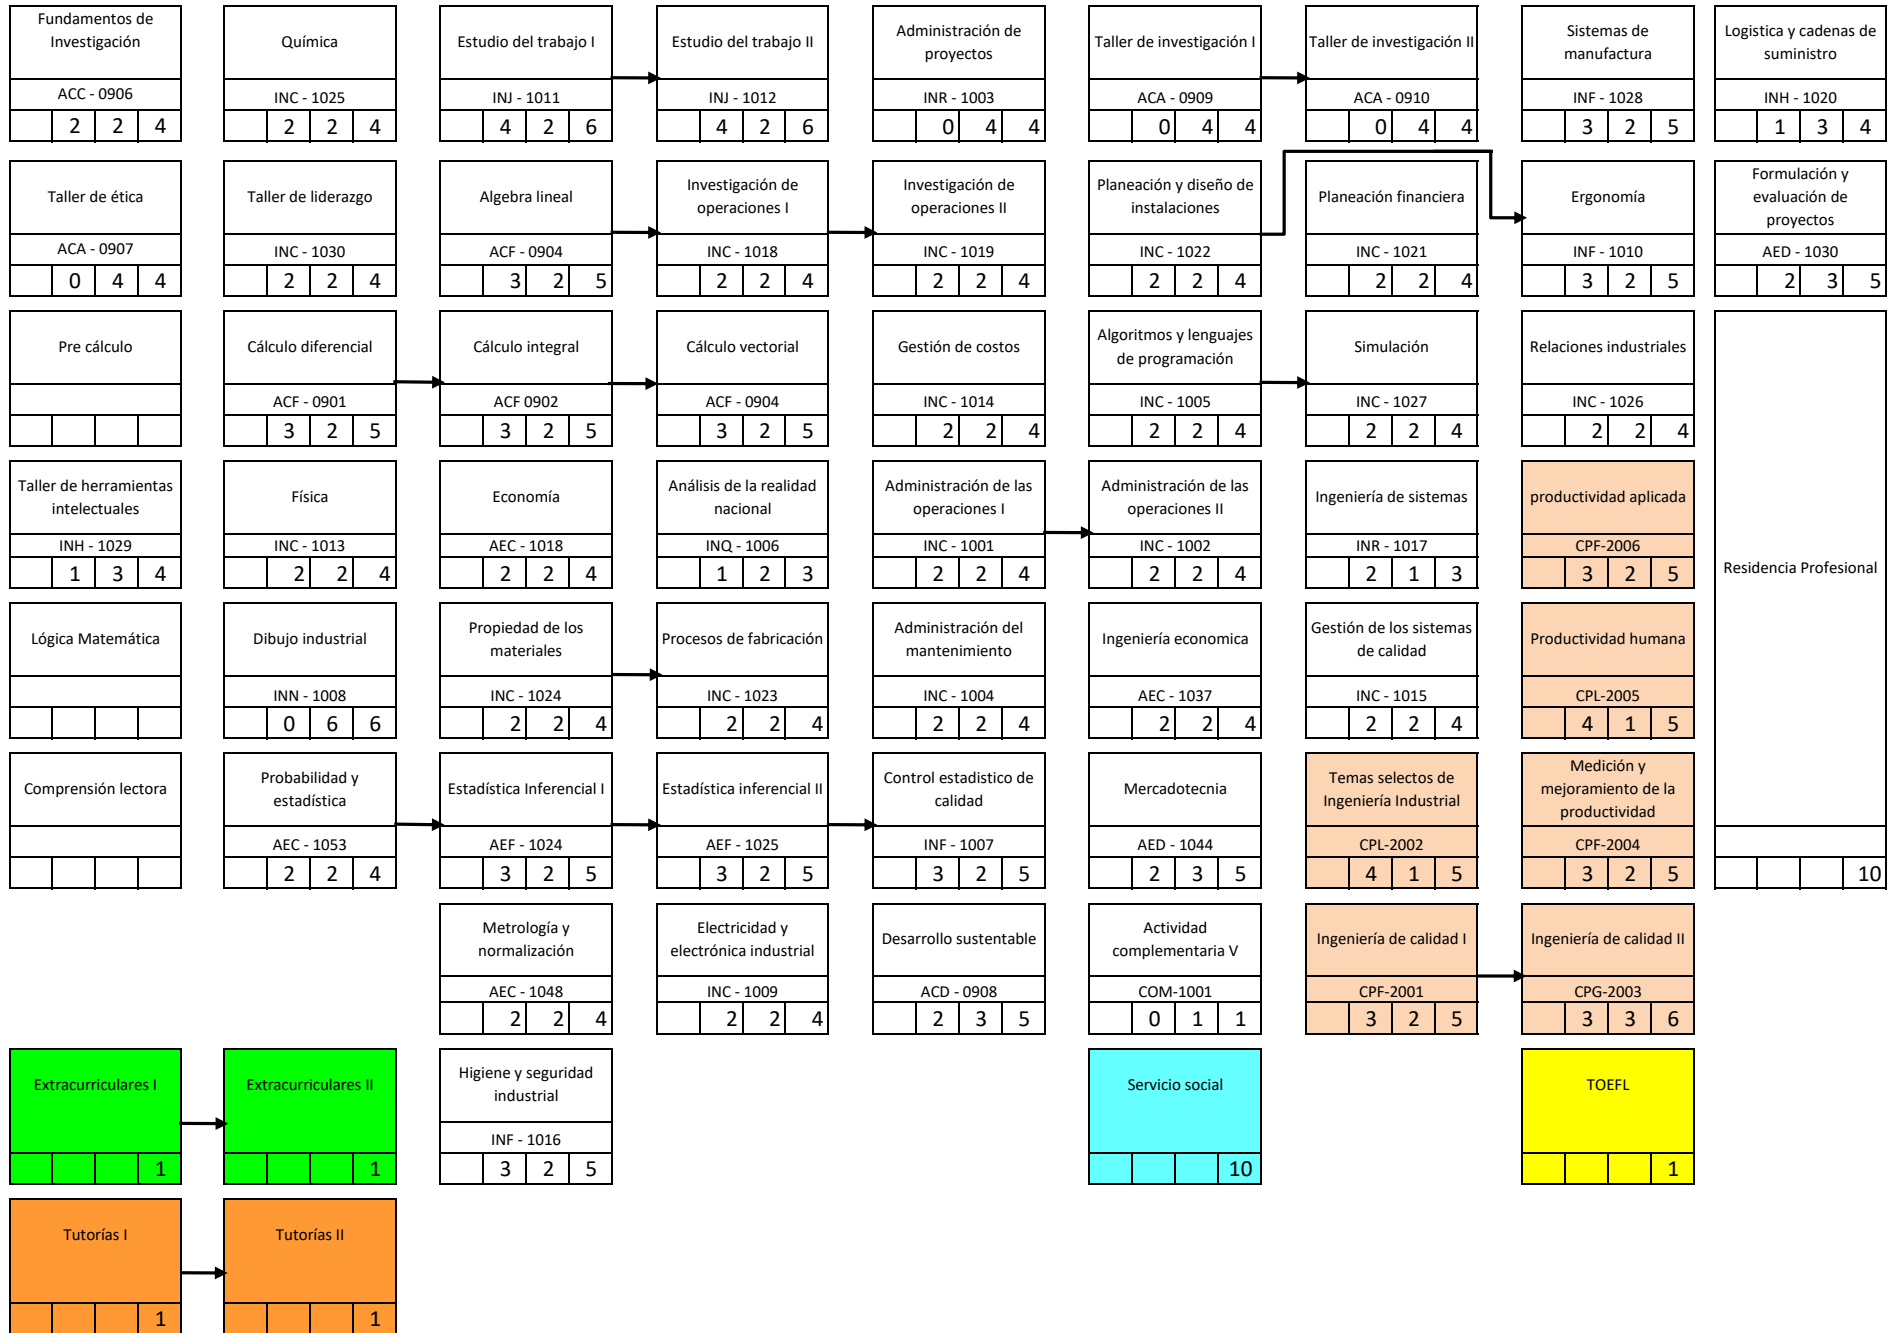 Fundamentos de
Investigación
ACC - 0906
2 2 4
Química
INC - 1025
2 2 4
Estudio del trabajo I
INJ - 1011
4 2 6
Estudio del trabajo II
INJ - 1012
4 2 6
Administración de
proyectos
INR - 1003
0 4 4
Taller de investigación I
ACA - 0909
0 4 4
Taller de investigación II
ACA - 0910
0 4 4
Sistemas de
manufactura
INF - 1028
3 2 5
Logistica y cadenas de
suministro
INH - 1020
1 3 4
Taller de ética
ACA - 0907
0 4 4
Taller de liderazgo
INC - 1030
2 2 4
Algebra lineal
ACF - 0904
3 2 5
Investigación de
operaciones I
INC - 1018
2 2 4
Investigación de
operaciones II
INC - 1019
2 2 4
Planeación y diseño de
instalaciones
INC - 1022
2 2 4
Planeación financiera
INC - 1021
2 2 4
Ergonomía
INF - 1010
3 2 5
Formulación y
evaluación de
proyectos
AED - 1030
2 3 5
Pre cálculo
Cálculo diferencial
ACF - 0901
3 2 5
Cálculo integral
ACF 0902
3 2 5
Cálculo vectorial
ACF - 0904
3 2 5
Gestión de costos
INC - 1014
2 2 4
Algoritmos y lenguajes
de programación
INC - 1005
2 2 4
Simulación
INC - 1027
2 2 4
Relaciones industriales
INC - 1026
2 2 4
Residencia Profesional
10
Taller de herramientas
intelectuales
INH - 1029
1 3 4
Física
INC - 1013
2 2 4
Economía
AEC - 1018
2 2 4
Análisis de la realidad
nacional
INQ - 1006
1 2 3
Administración de las
operaciones I
INC - 1001
2 2 4
Administración de las
operaciones II
INC - 1002
2 2 4
Ingeniería de sistemas
INR - 1017
2 1 3
productividad aplicada
CPF-2006
3 2 5
Lógica Matemática
Dibujo industrial
INN - 1008
0 6 6
Propiedad de los
materiales
INC - 1024
2 2 4
Procesos de fabricación
INC - 1023
2 2 4
Administración del
mantenimiento
INC - 1004
2 2 4
Ingeniería economica
AEC - 1037
2 2 4
Gestión de los sistemas
de calidad
INC - 1015
2 2 4
Productividad humana
CPL-2005
4 1 5
Comprensión lectora
Probabilidad y
estadística
AEC - 1053
2 2 4
Estadística Inferencial I
AEF - 1024
3 2 5
Estadística inferencial II
AEF - 1025
3 2 5
Control estadistico de
calidad
INF - 1007
3 2 5
Mercadotecnia
AED - 1044
2 3 5
Temas selectos de
Ingeniería Industrial
CPL-2002
4 1 5
Medición y
mejoramiento de la
productividad
CPF-2004
3 2 5
Metrología y
normalización
AEC - 1048
2 2 4
Electricidad y
electrónica industrial
INC - 1009
2 2 4
Desarrollo sustentable
ACD - 0908
2 3 5
Actividad
complementaria V
COM-1001
0 1 1
Ingeniería de calidad I
CPF-2001
3 2 5
Ingeniería de calidad II
CPG-2003
3 3 6
Extracurriculares I
1
Extracurriculares II
1
Higiene y seguridad
industrial
INF - 1016
3 2 5
Servicio social
10
TOEFL
1
Tutorías I
1
Tutorías II
1